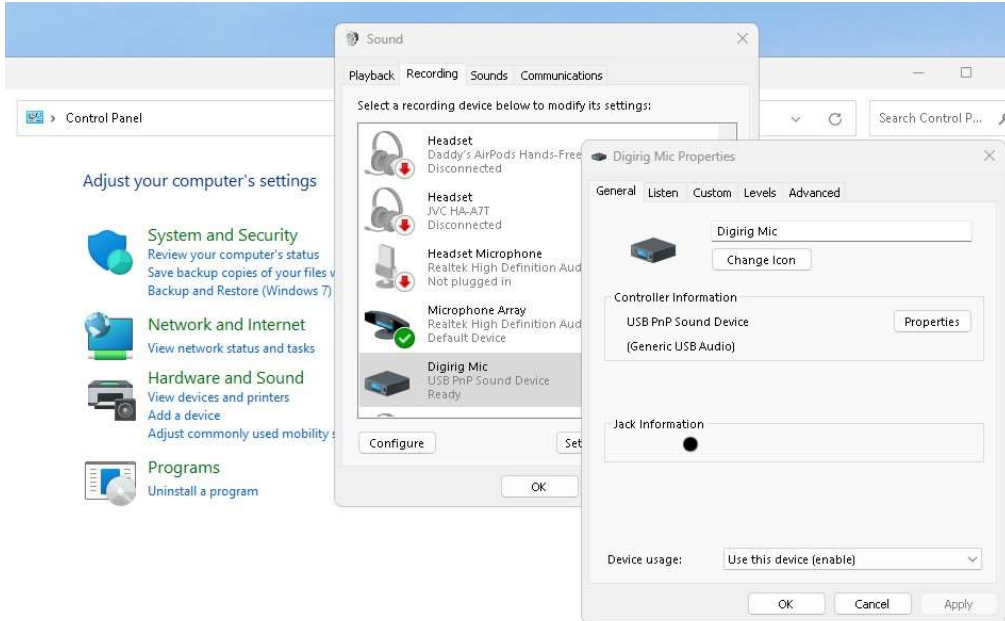 Sound
Playback Recording Sounds Communications
Select a recording device below to modify its settings:
Headset
Daddy's AirPods Hands-Free
Disconnected
Headset
JVC HA-A7T
Disconnected
Headset Microphone
Realtek High Definition Aud
Not plugged in
Microphone Array
Realtek High Definition Aud
Default Device
Digirig Mic
USB PnP Sound Device
Ready
Configure
Set
OK
Control Panel
Search Control P...
Adjust your computer's settings
System and Security
Review your computer's status
Save backup copies of your files
Backup and Restore (Windows 7)
Network and Internet
View network status and tasks
Hardware and Sound
View devices and printers
Add a device
Adjust commonly used mobility
Programs
Uninstall a program
Digirig Mic Properties
General Listen Custom Levels Advanced
Digirig Mic
Change Icon
Controller Information
USB PnP Sound Device
Properties
(Generic USB Audio)
Jack Information
Device usage:
Use this device (enable)
OK Cancel Apply